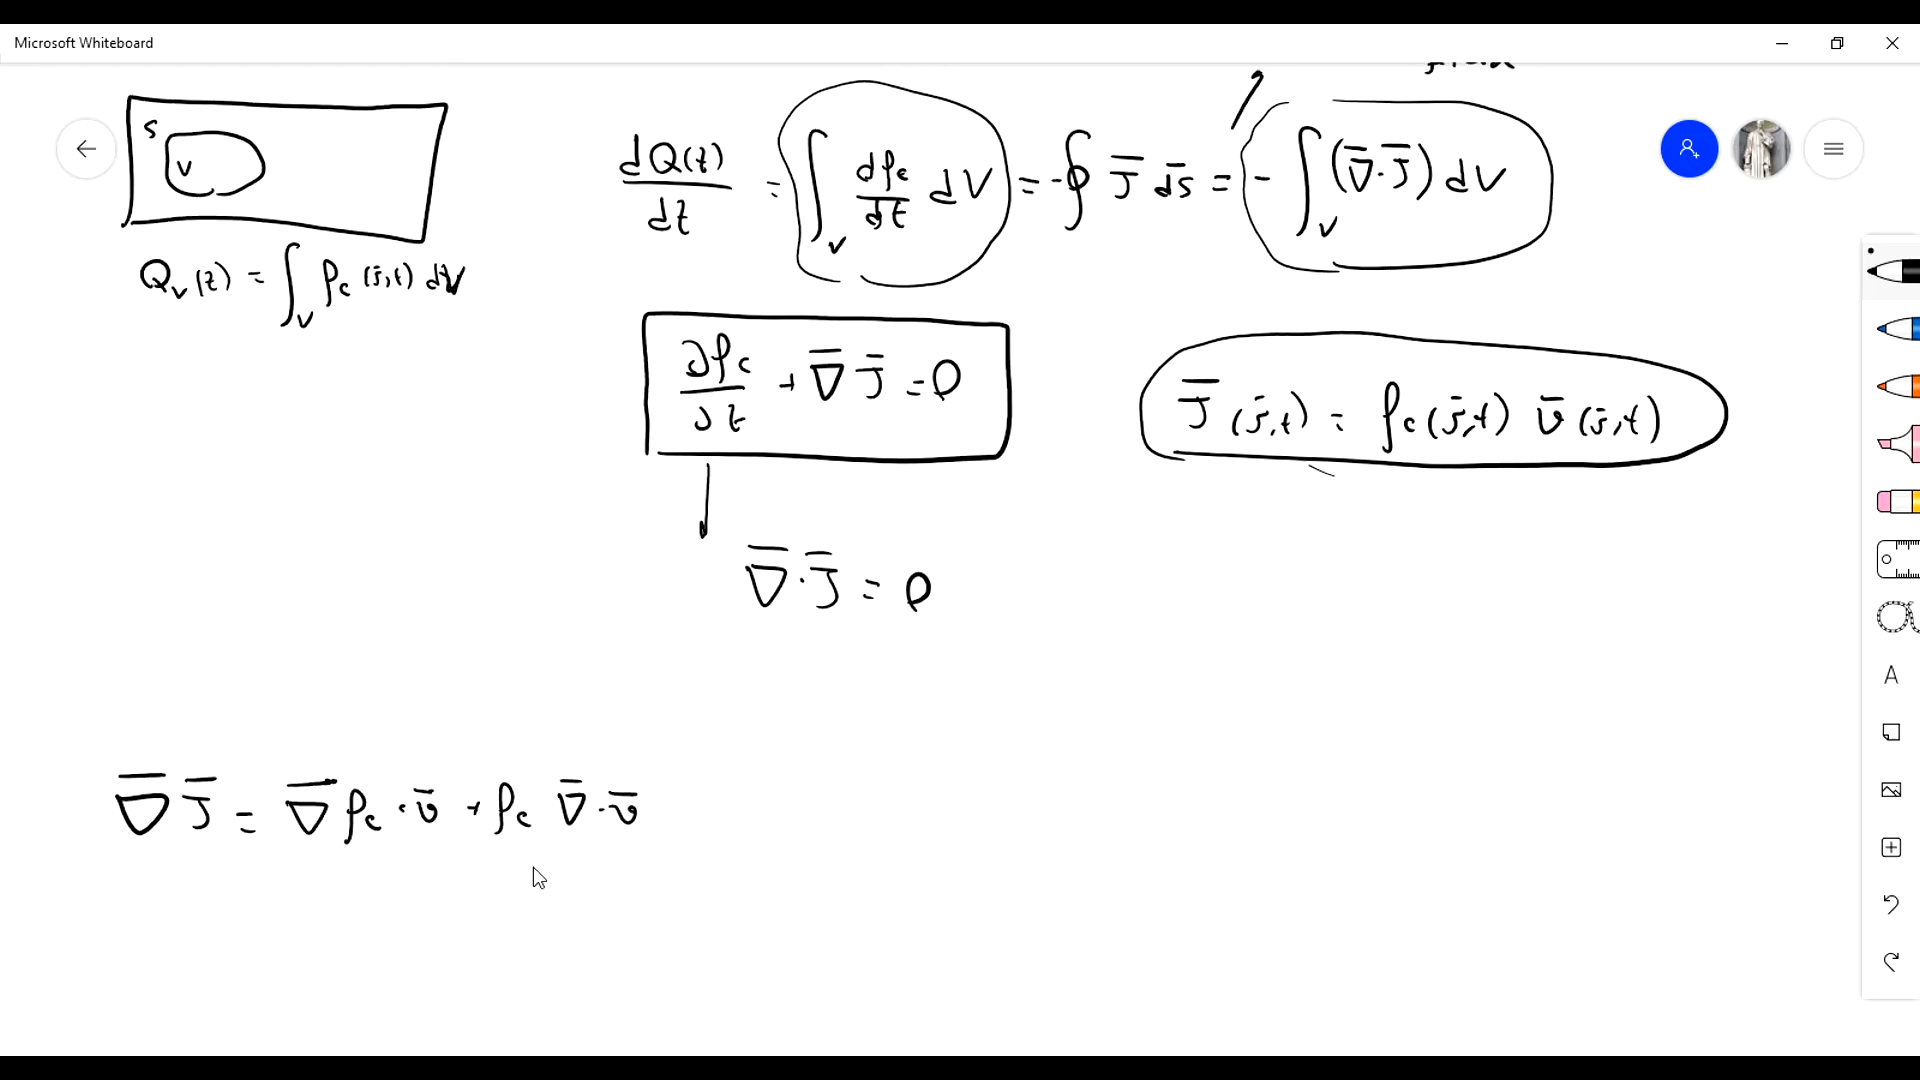 Microsoft Whiteboard
S
V
Q_V(t) = ∫_V ρ_c (r̄,t) dV
dQ(t)/dt = ∫_V dρ_c/dt dV = -∮ J̄ ds̄ = - ∫_V (∇̄·J̄) dV
∂ρ_c/∂t + ∇̄ J̄ = 0
J̄ (r̄,t) = ρ_c (r̄,t) v̄ (r̄,t)
∇̄·J̄ = 0
∇̄ J̄ = ∇̄ρ_c · v̄ + ρ_c ∇̄·v̄
A